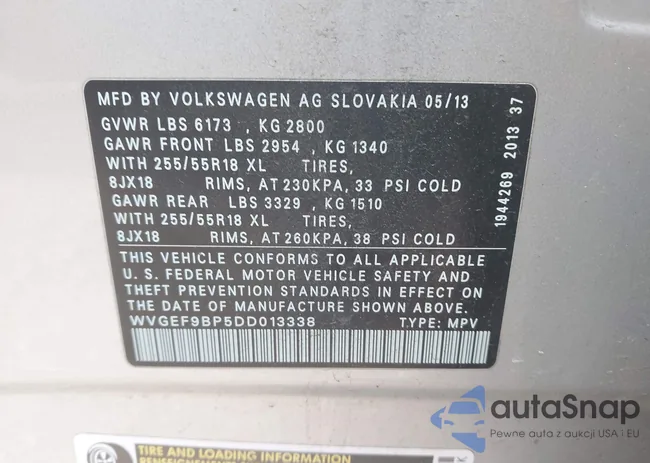 MFD BY VOLKSWAGEN AG SLOVAKIA 05/13
GVWR LBS 6173 , KG 2800
GAWR FRONT LBS 2954 , KG 1340
WITH 255/55R18 XL TIRES,
8JX18 RIMS, AT 230KPA, 33 PSI COLD
GAWR REAR LBS 3329 , KG 1510
WITH 255/55R18 XL TIRES,
8JX18 RIMS, AT 260KPA, 38 PSI COLD
THIS VEHICLE CONFORMS TO ALL APPLICABLE
U. S. FEDERAL MOTOR VEHICLE SAFETY AND
THEFT PREVENTION STANDARDS IN EFFECT ON
THE DATE OF MANUFACTURE SHOWN ABOVE.
WVGEF9BP5DD013338 TYPE: MPV
1944269 2013 37
TIRE AND LOADING INFORMATION
autoSnap
Pewne auta z aukcji USA i EU